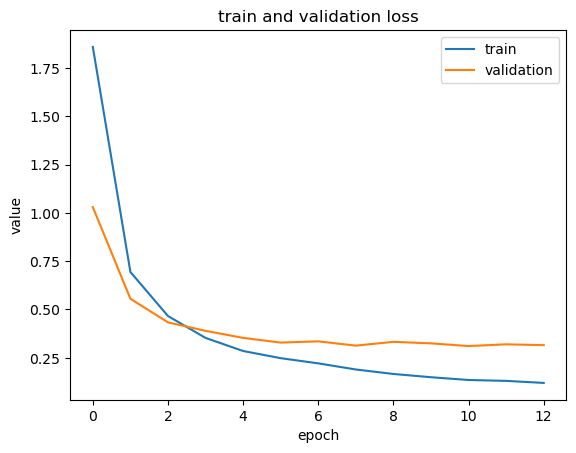 train and validation loss
train
validation
1.75
1.50
1.25
1.00
0.75
0.50
0.25
value
0 2 4 6 8 10 12
epoch